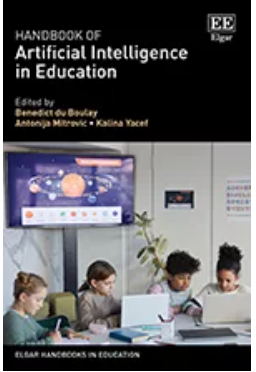 EE
Elgar
HANDBOOK OF
Artificial Intelligence
in Education
Edited by
Benedict du Boulay
Antonija Mitrovic • Kalina Yacef
ELGAR HANDBOOKS IN EDUCATION